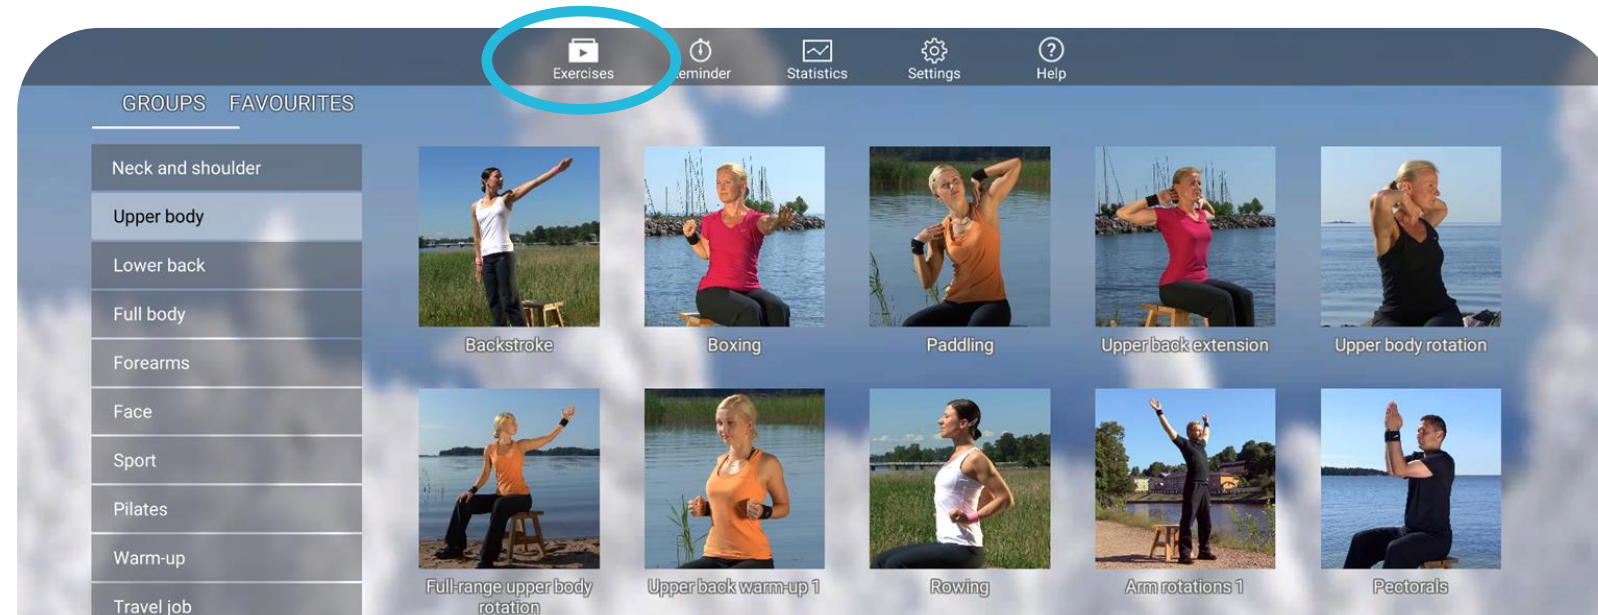 Exercises
eminder
Statistics
Settings
Help
GROUPS FAVOURITES
Neck and shoulder
Upper body
Lower back
Full body
Forearms
Face
Sport
Pilates
Warm-up
Travel job
Backstroke
Boxing
Paddling
Upper back extension
Upper body rotation
Full-range upper body
rotation
Upper back warm-up 1
Rowing
Arm rotations 1
Pectorals